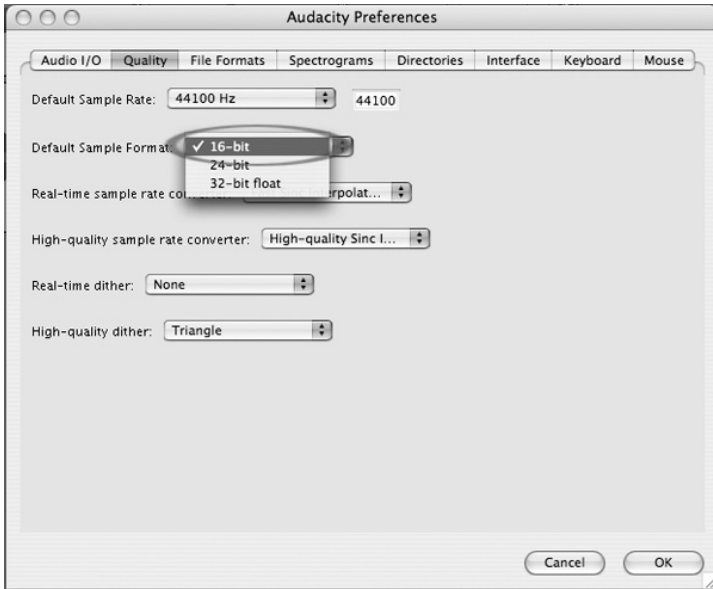 Audacity Preferences
Audio I/O Quality File Formats Spectrograms Directories Interface Keyboard Mouse
Default Sample Rate: 44100 Hz 44100
Default Sample Format: ✓ 16-bit
24-bit
32-bit float
Real-time sample rate
High-quality sample rate converter: High-quality Sinc I...
Real-time dither: None
High-quality dither: Triangle
Cancel OK